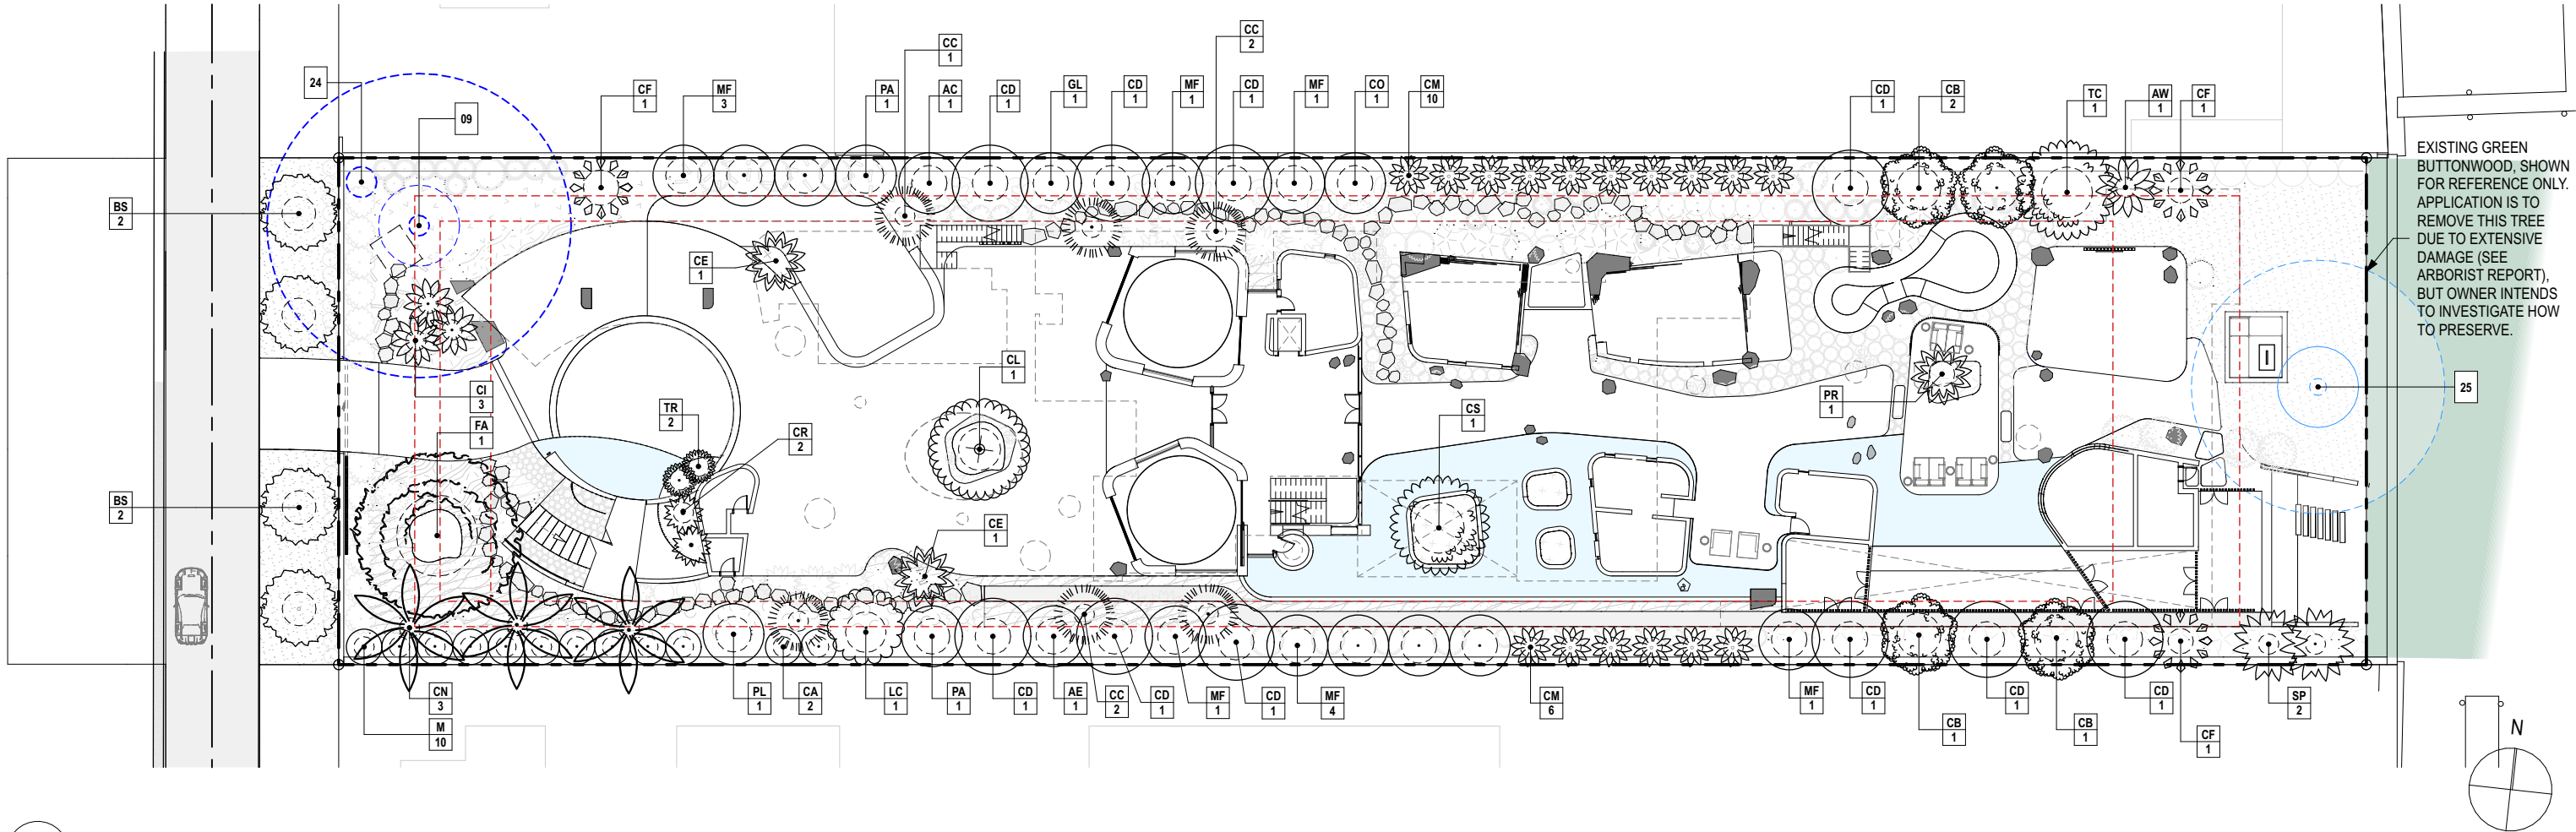 CC
1
CC
2
24
CF
1
MF
3
PA
1
AC
1
CD
1
GL
1
CD
1
MF
1
CD
1
MF
1
CO
1
CM
10
CD
1
CB
2
TC
1
AW
1
CF
1
09
EXISTING GREEN
BUTTONWOOD, SHOWN
FOR REFERENCE ONLY.
APPLICATION IS TO
REMOVE THIS TREE
DUE TO EXTENSIVE
DAMAGE (SEE
ARBORIST REPORT),
BUT OWNER INTENDS
TO INVESTIGATE HOW
TO PRESERVE.
BS
2
CE
1
CL
1
CI
3
FA
1
TR
2
CR
2
CS
1
PR
1
25
BS
2
CE
1
CN
3
M
10
PL
1
CA
2
LC
1
PA
1
CD
1
AE
1
CC
2
CD
1
MF
1
CD
1
MF
4
CM
6
MF
1
CD
1
CB
1
CD
1
CB
1
CD
1
CF
1
SP
2
N